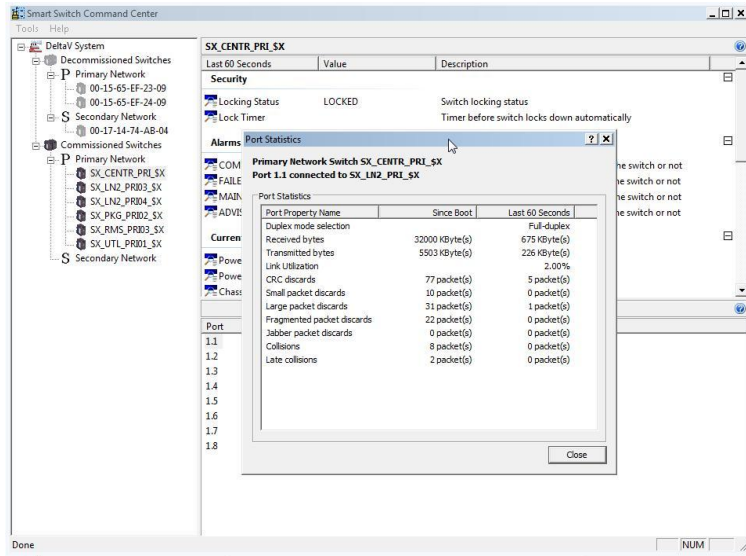 Smart Switch Command Center
Tools Help
DeltaV System
Decommissioned Switches
P Primary Network
00-15-65-EF-23-09
00-15-65-EF-24-09
S Secondary Network
00-17-14-74-AB-04
Commissioned Switches
P Primary Network
SX_CENTR_PRI_$X
SX_LN2_PRI03_$X
SX_LN2_PRI04_$X
SX_PKG_PRI02_$X
SX_RMS_PRI03_$X
SX_UTL_PRI01_$X
S Secondary Network
SX_CENTR_PRI_$X
Last 60 Seconds Value Description
Security
Locking Status LOCKED Switch locking status
Lock Timer Timer before switch locks down automatically
Alarms
COM he switch or not
FAILE he switch or not
MAIN he switch or not
ADVI he switch or not
Curren
Powe
Powe
Chass
Port
1.1
1.2
1.3
1.4
1.5
1.6
1.7
1.8
Port Statistics
Primary Network Switch SX_CENTR_PRI_$X
Port 1.1 connected to SX_LN2_PRI_$X
Port Statistics
Port Property Name Since Boot Last 60 Seconds
Duplex mode selection Full-duplex
Received bytes 32000 KByte(s) 675 KByte(s)
Transmitted bytes 5503 KByte(s) 226 KByte(s)
Link Utilization 2.00%
CRC discards 77 packet(s) 5 packet(s)
Small packet discards 10 packet(s) 0 packet(s)
Large packet discards 31 packet(s) 1 packet(s)
Fragmented packet discards 22 packet(s) 0 packet(s)
Jabber packet discards 0 packet(s) 0 packet(s)
Collisions 8 packet(s) 0 packet(s)
Late collisions 2 packet(s) 0 packet(s)
Close
Done NUM